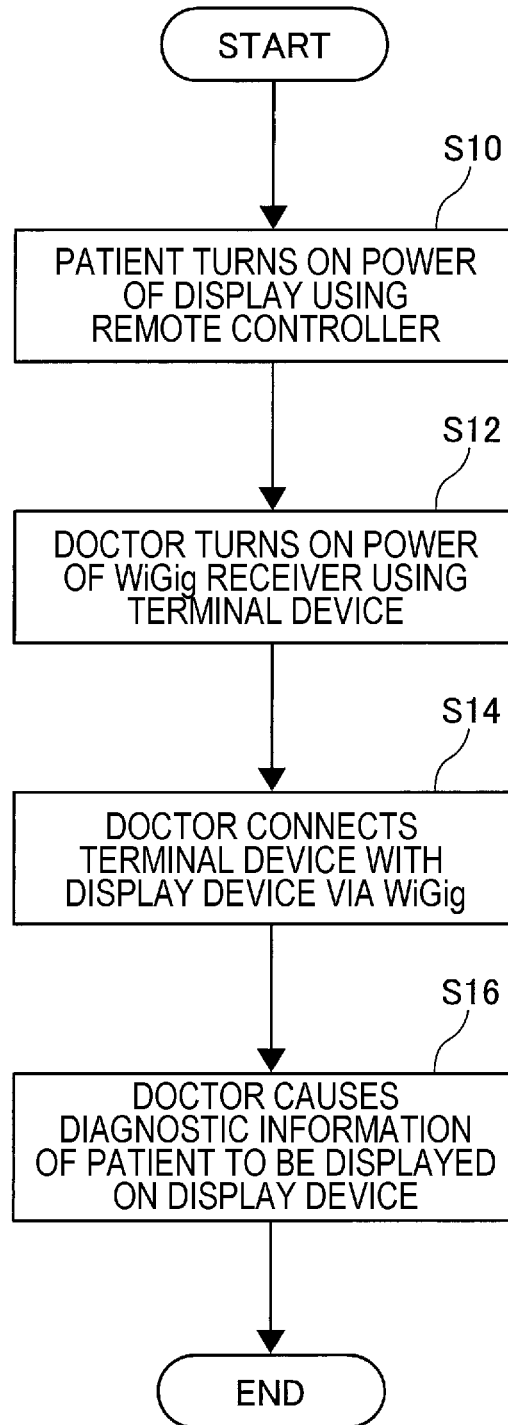 START
S10
PATIENT TURNS ON POWER
OF DISPLAY USING
REMOTE CONTROLLER
S12
DOCTOR TURNS ON POWER
OF WiGig RECEIVER USING
TERMINAL DEVICE
S14
DOCTOR CONNECTS
TERMINAL DEVICE WITH
DISPLAY DEVICE VIA WiGig
S16
DOCTOR CAUSES
DIAGNOSTIC INFORMATION
OF PATIENT TO BE DISPLAYED
ON DISPLAY DEVICE
END